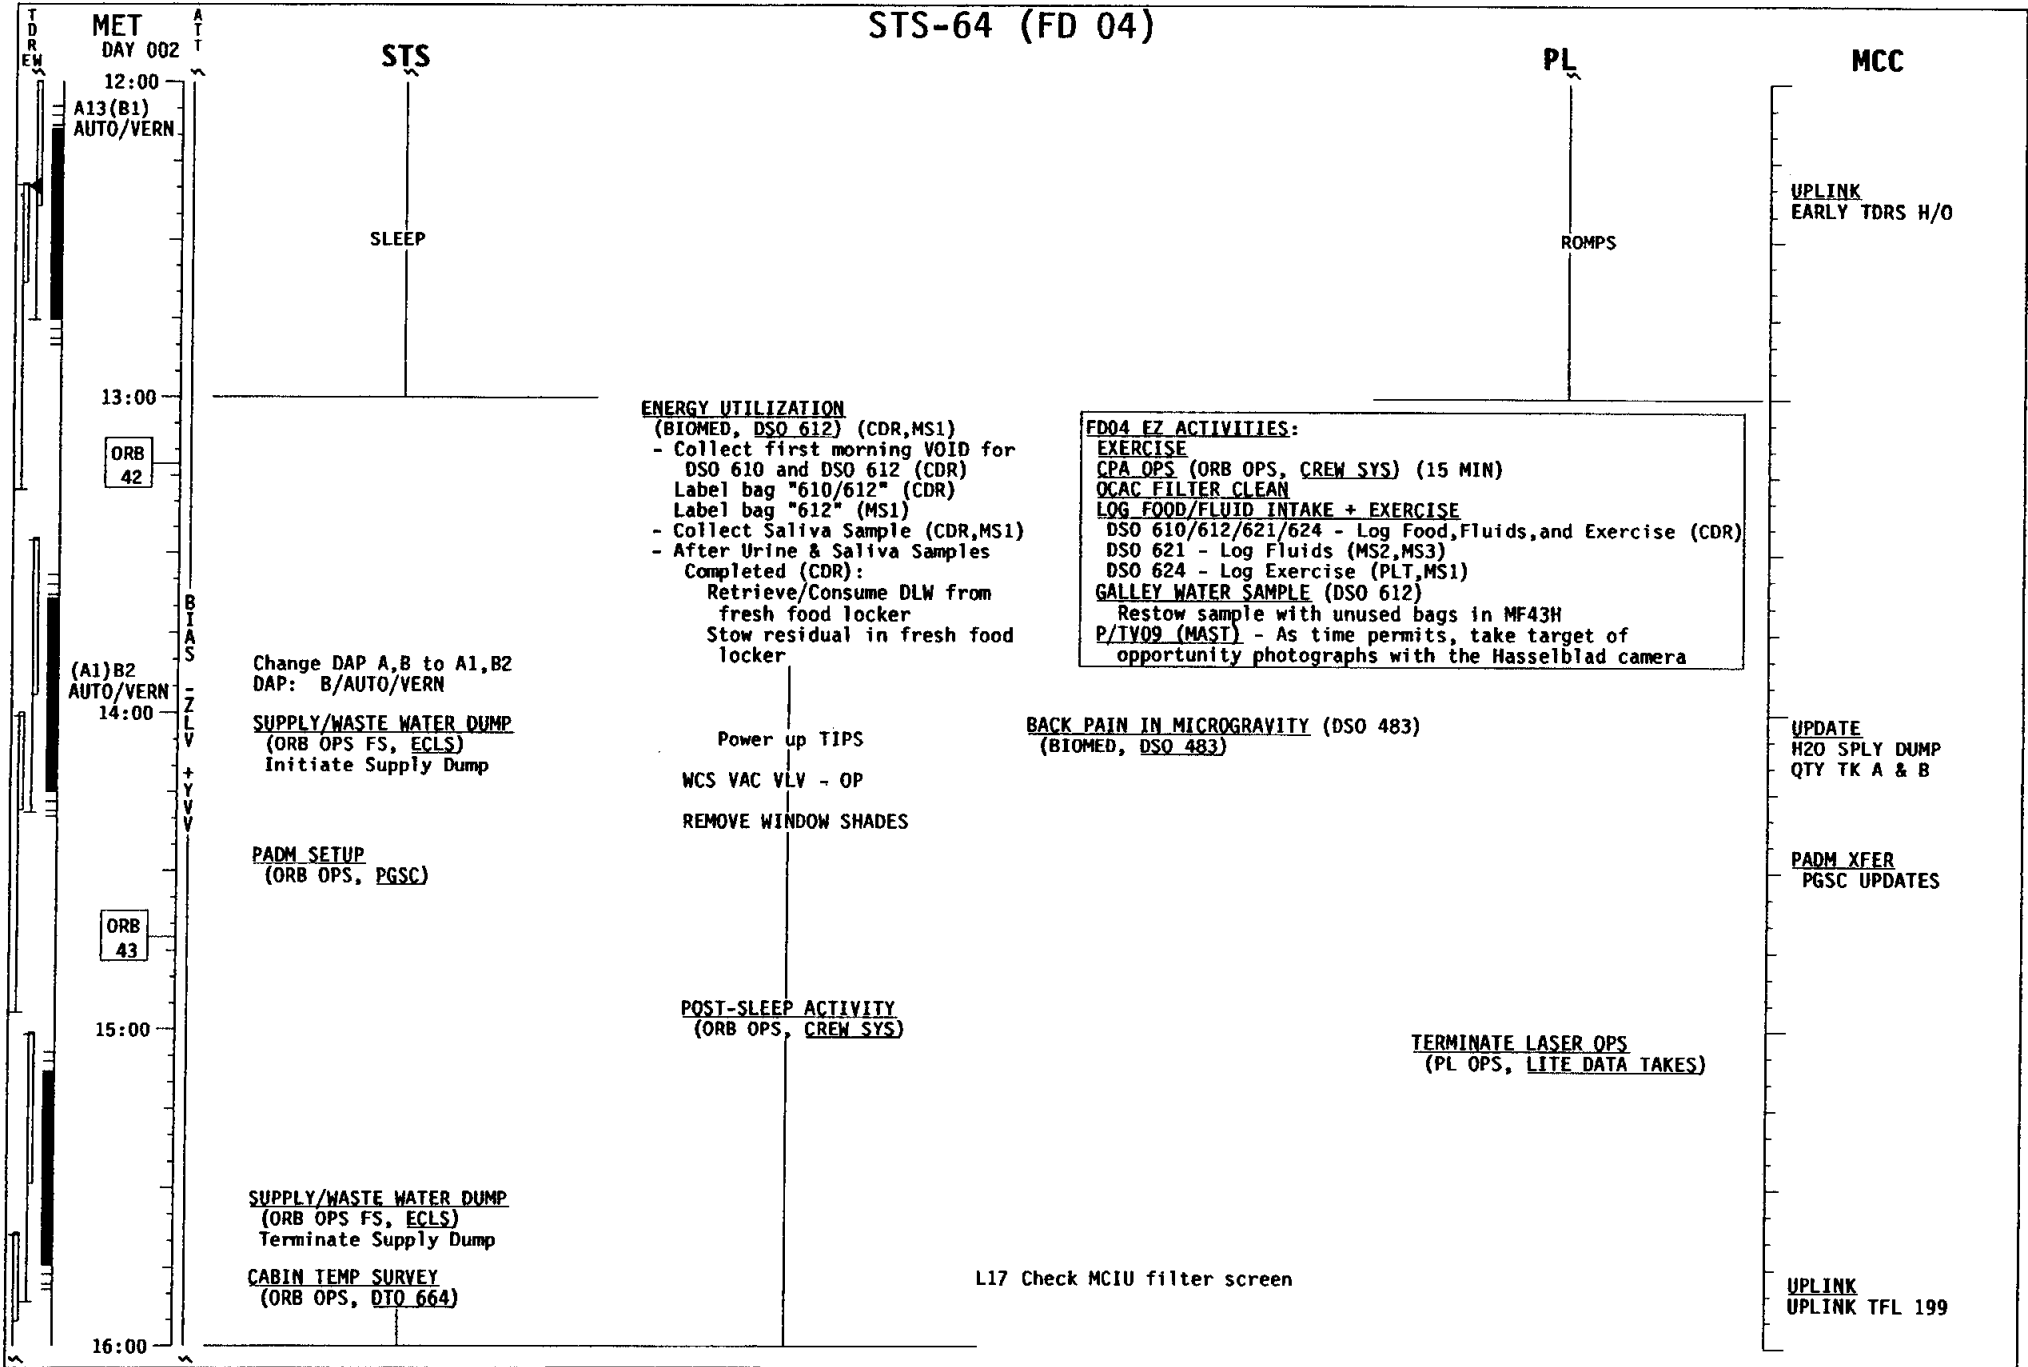 STS-64 (FD 04)
TDRE W
MET
DAY 002
ATT
STS
PL
MCC
12:00
A13(B1)
AUTO/VERN
SLEEP
ROMPS
UPLINK
EARLY TDRS H/O
13:00
ORB
42
ENERGY UTILIZATION
(BIOMED, DSO 612) (CDR,MS1)
- Collect first morning VOID for
DSO 610 and DSO 612 (CDR)
Label bag "610/612" (CDR)
Label bag "612" (MS1)
- Collect Saliva Sample (CDR,MS1)
- After Urine & Saliva Samples
Completed (CDR):
Retrieve/Consume DLW from
fresh food locker
Stow residual in fresh food
locker
FD04 EZ ACTIVITIES:
EXERCISE
CPA OPS (ORB OPS, CREW SYS) (15 MIN)
OCAC FILTER CLEAN
LOG FOOD/FLUID INTAKE + EXERCISE
DSO 610/612/621/624 - Log Food,Fluids,and Exercise (CDR)
DSO 621 - Log Fluids (MS2,MS3)
DSO 624 - Log Exercise (PLT,MS1)
GALLEY WATER SAMPLE (DSO 612)
Restow sample with unused bags in MF43H
P/TV09 (MAST) - As time permits, take target of
opportunity photographs with the Hasselblad camera
BIAS -ZLV +YVV
(A1)B2
AUTO/VERN
Change DAP A,B to A1,B2
DAP: B/AUTO/VERN
14:00
SUPPLY/WASTE WATER DUMP
(ORB OPS FS, ECLS)
Initiate Supply Dump
Power up TIPS
WCS VAC VLV - OP
REMOVE WINDOW SHADES
BACK PAIN IN MICROGRAVITY (DSO 483)
(BIOMED, DSO 483)
UPDATE
H2O SPLY DUMP
QTY TK A & B
PADM SETUP
(ORB OPS, PGSC)
PADM XFER
PGSC UPDATES
ORB
43
POST-SLEEP ACTIVITY
(ORB OPS, CREW SYS)
15:00
TERMINATE LASER OPS
(PL OPS, LITE DATA TAKES)
SUPPLY/WASTE WATER DUMP
(ORB OPS FS, ECLS)
Terminate Supply Dump
CABIN TEMP SURVEY
(ORB OPS, DTO 664)
L17 Check MCIU filter screen
UPLINK
UPLINK TFL 199
16:00